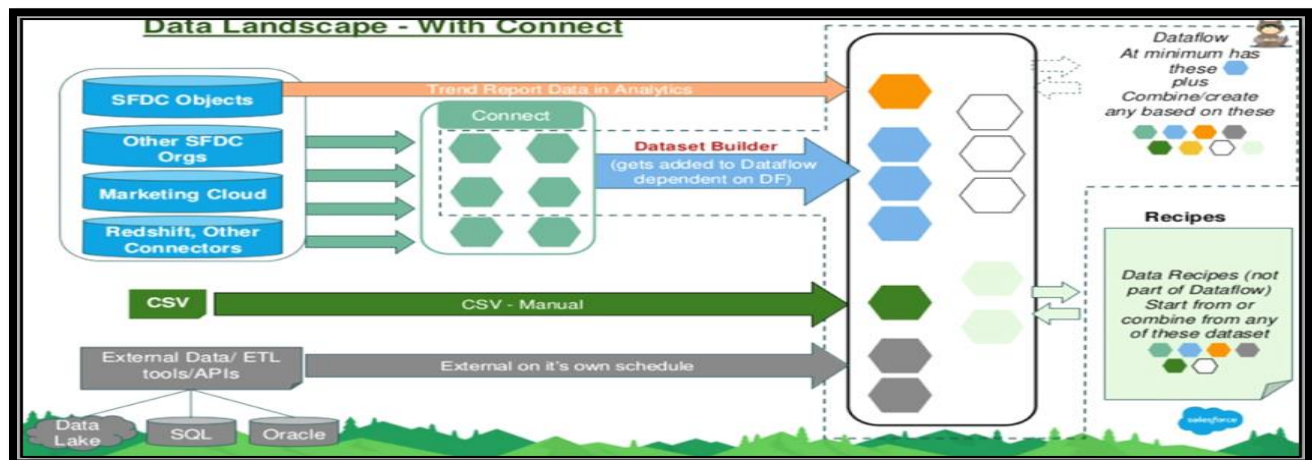 Data Landscape - With Connect
SFDC Objects
Other SFDC
Orgs
Marketing Cloud
Redshift, Other
Connectors
Trend Report Data in Analytics
Connect
Dataset Builder
(gets added to Dataflow
dependent on DF)
CSV
CSV - Manual
External Data/ ETL
tools/APIs
External on it's own schedule
Data
Lake
SQL
Oracle
Dataflow
At minimum has
these
plus
Combine/create
any based on these
Recipes
Data Recipes (not
part of Dataflow)
Start from or
combine from any
of these dataset
salesforce